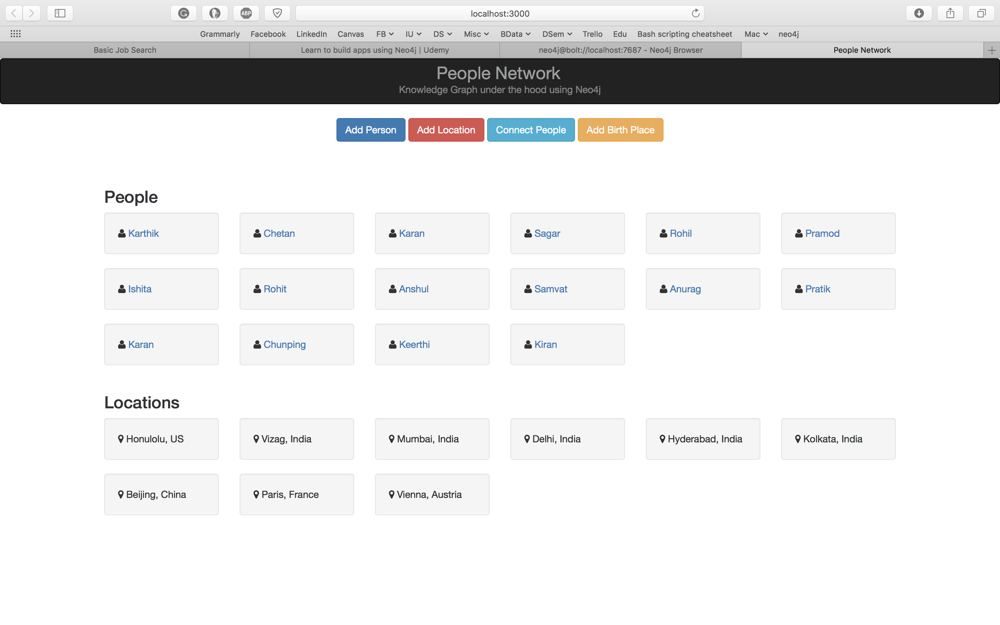 localhost:3000
Grammarly Facebook LinkedIn Canvas FB IU DS Misc BData DSem Trello Edu Bash scripting cheatsheet Mac neo4j
Basic Job Search Learn to build apps using Neo4j | Udemy neo4j@bolt://localhost:7687 - Neo4j Browser People Network
People Network
Knowledge Graph under the hood using Neo4j
Add Person Add Location Connect People Add Birth Place
People
Karthik Chetan Karan Sagar Rohil Pramod
Ishita Rohit Anshul Samvat Anurag Pratik
Karan Chunping Keerthi Kiran
Locations
Honulolu, US Vizag, India Mumbai, India Delhi, India Hyderabad, India Kolkata, India
Beijing, China Paris, France Vienna, Austria